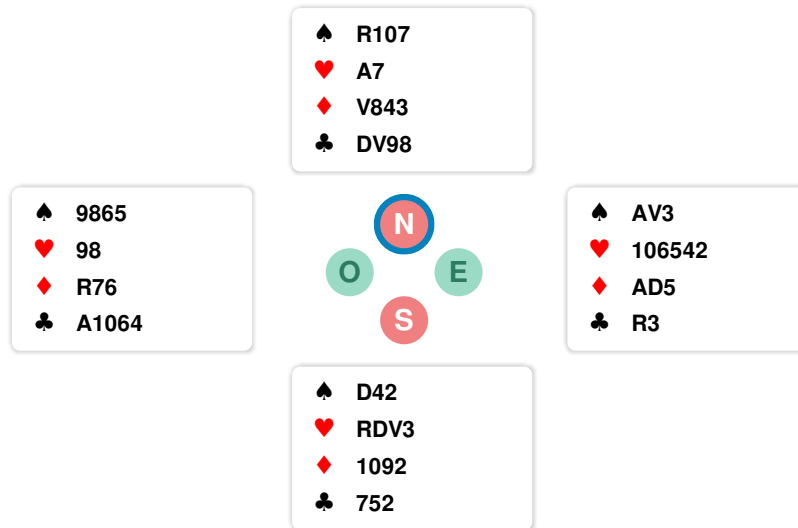 ♠ R107
♥ A7
♦ V843
♣ DV98
♠ 9865
♥ 98
♦ R76
♣ A1064
N
O E
S
♠ AV3
♥ 106542
♦ AD5
♣ R3
♠ D42
♥ RDV3
♦ 1092
♣ 752